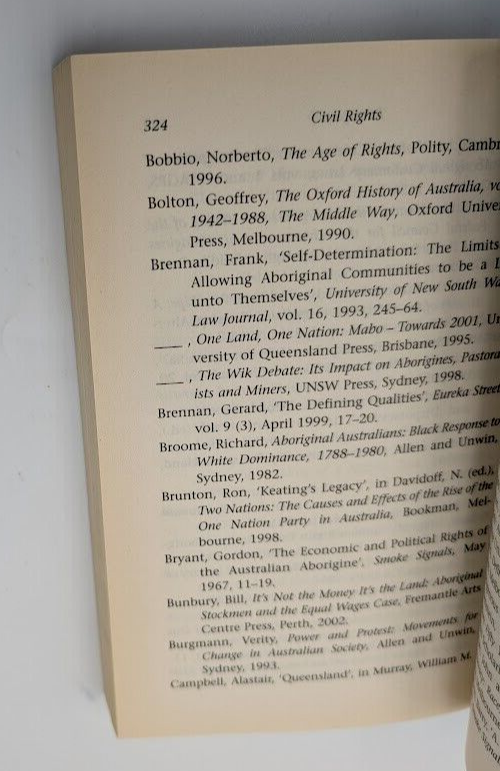 324
Civil Rights
Bobbio, Norberto, The Age of Rights, Polity, Cambr
1996.
Bolton, Geoffrey, The Oxford History of Australia, vo
1942–1988, The Middle Way, Oxford Unive
Press, Melbourne, 1990.
Brennan, Frank, ‘Self-Determination: The Limits
Allowing Aboriginal Communities to be a L
unto Themselves’, University of New South Wa
Law Journal, vol. 16, 1993, 245–64.
___ , One Land, One Nation: Mabo – Towards 2001, Un
versity of Queensland Press, Brisbane, 1995.
___ , The Wik Debate: Its Impact on Aborigines, Pastora
ists and Miners, UNSW Press, Sydney, 1998.
Brennan, Gerard, ‘The Defining Qualities’, Eureka Street
vol. 9 (3), April 1999, 17–20.
Broome, Richard, Aboriginal Australians: Black Response to
White Dominance, 1788–1980, Allen and Unwin,
Sydney, 1982.
Brunton, Ron, ‘Keating’s Legacy’, in Davidoff, N. (ed.),
Two Nations: The Causes and Effects of the Rise of the
One Nation Party in Australia, Bookman, Mel-
bourne, 1998.
Bryant, Gordon, ‘The Economic and Political Rights of
the Australian Aborigine’, Smoke Signals, May
1967, 11–19.
Bunbury, Bill, It’s Not the Money It’s the Land: Aboriginal
Stockmen and the Equal Wages Case, Fremantle Arts
Centre Press, Perth, 2002.
Burgmann, Verity, Power and Protest: Movements for
Change in Australian Society, Allen and Unwin,
Sydney, 1993.
Campbell, Alastair, ‘Queensland’, in Murray, William M.